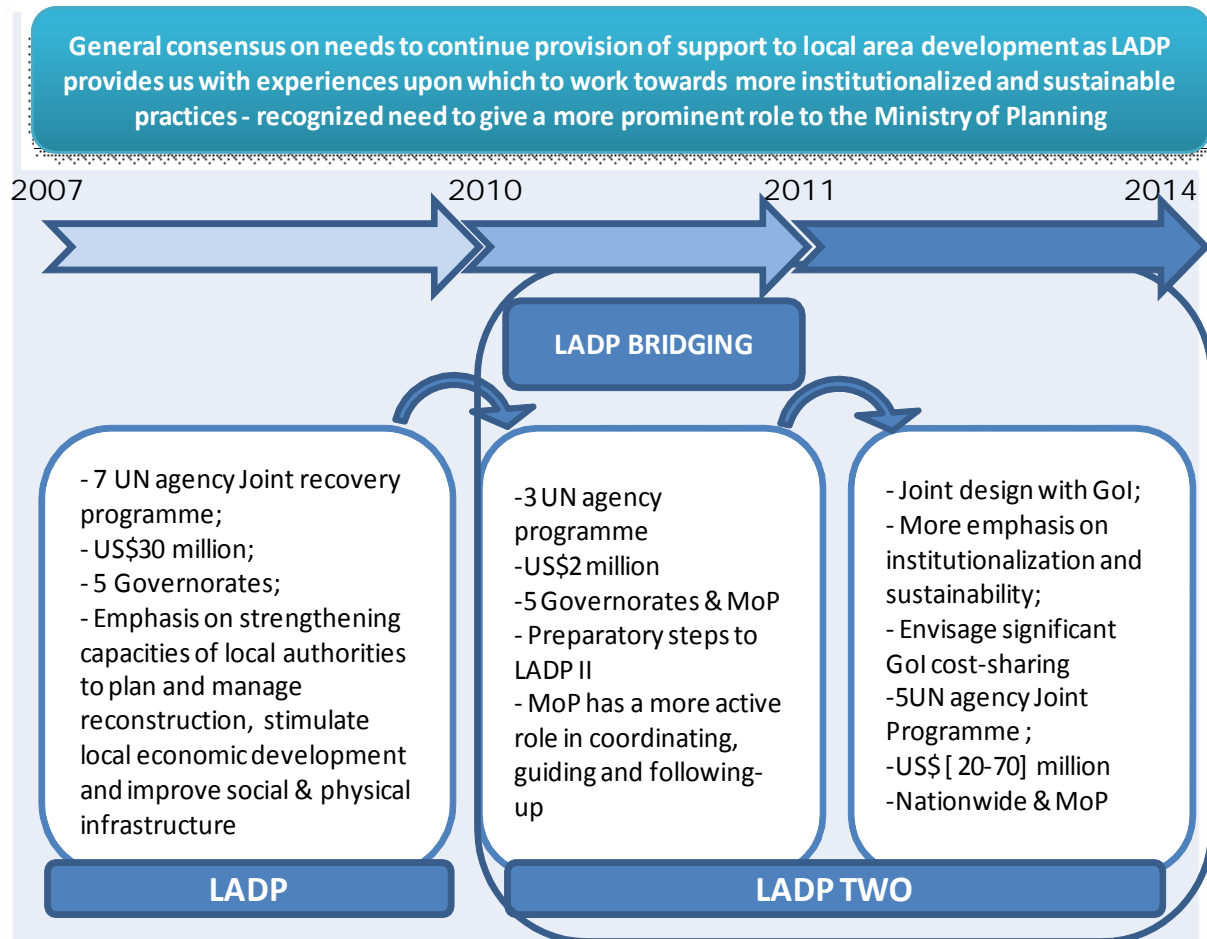 General consensus on needs to continue provision of support to local area development as LADP
provides us with experiences upon which to work towards more institutionalized and sustainable
practices - recognized need to give a more prominent role to the Ministry of Planning
2007
2010
2011
2014
LADP BRIDGING
- 7 UN agency Joint recovery
programme;
- US$30 million;
- 5 Governorates;
- Emphasis on strengthening
capacities of local authorities
to plan and manage
reconstruction, stimulate
local economic development
and improve social & physical
infrastructure
-3 UN agency
programme
-US$2 million
-5 Governorates & MoP
- Preparatory steps to
LADP II
- MoP has a more active
role in coordinating,
guiding and following-
up
- Joint design with GoI;
- More emphasis on
institutionalization and
sustainability;
- Envisage significant
GoI cost-sharing
-5UN agency Joint
Programme ;
-US$ [ 20-70] million
-Nationwide & MoP
LADP
LADP TWO